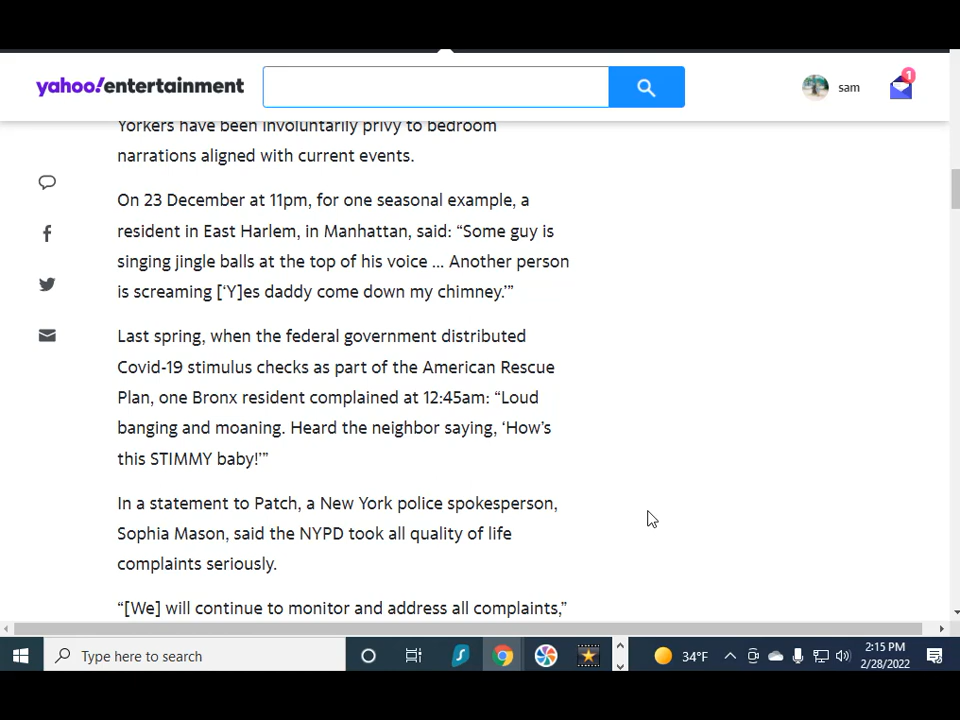 yahoo!entertainment
sam
1
Yorkers have been involuntarily privy to bedroom
narrations aligned with current events.
On 23 December at 11pm, for one seasonal example, a
resident in East Harlem, in Manhattan, said: “Some guy is
singing jingle balls at the top of his voice ... Another person
is screaming [‘Y]es daddy come down my chimney.’”
Last spring, when the federal government distributed
Covid-19 stimulus checks as part of the American Rescue
Plan, one Bronx resident complained at 12:45am: “Loud
banging and moaning. Heard the neighbor saying, ‘How’s
this STIMMY baby!’”
In a statement to Patch, a New York police spokesperson,
Sophia Mason, said the NYPD took all quality of life
complaints seriously.
“[We] will continue to monitor and address all complaints,”
Type here to search
34°F
2:15 PM
2/28/2022